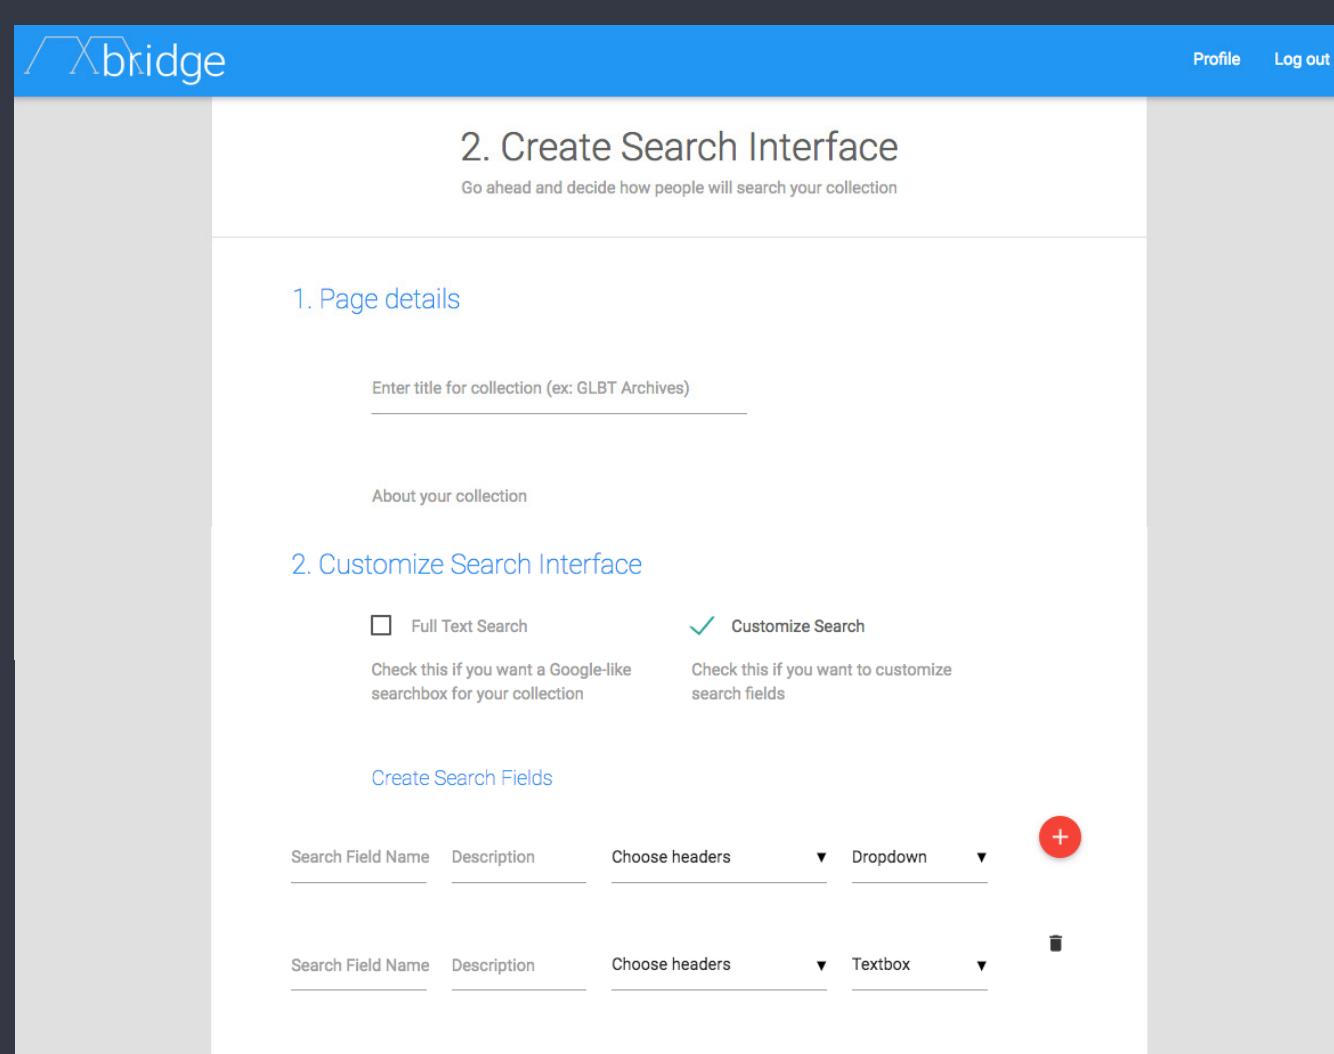 bridge
Profile Log out
2. Create Search Interface
Go ahead and decide how people will search your collection
1. Page details
Enter title for collection (ex: GLBT Archives)
About your collection
2. Customize Search Interface
Full Text Search Customize Search
Check this if you want a Google-like Check this if you want to customize
searchbox for your collection search fields
Create Search Fields
Search Field Name Description Choose headers ▼ Dropdown ▼ +
Search Field Name Description Choose headers ▼ Textbox ▼